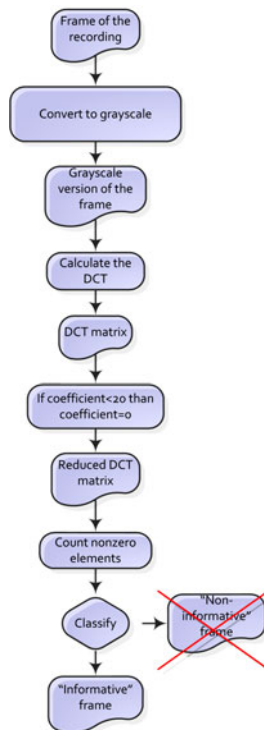 Frame of the
recording
Convert to grayscale
Grayscale
version of the
frame
Calculate the
DCT
DCT matrix
If coefficient<20 than
coefficient=0
Reduced DCT
matrix
Count nonzero
elements
Classify
"Non-
informative"
frame
"Informative"
frame